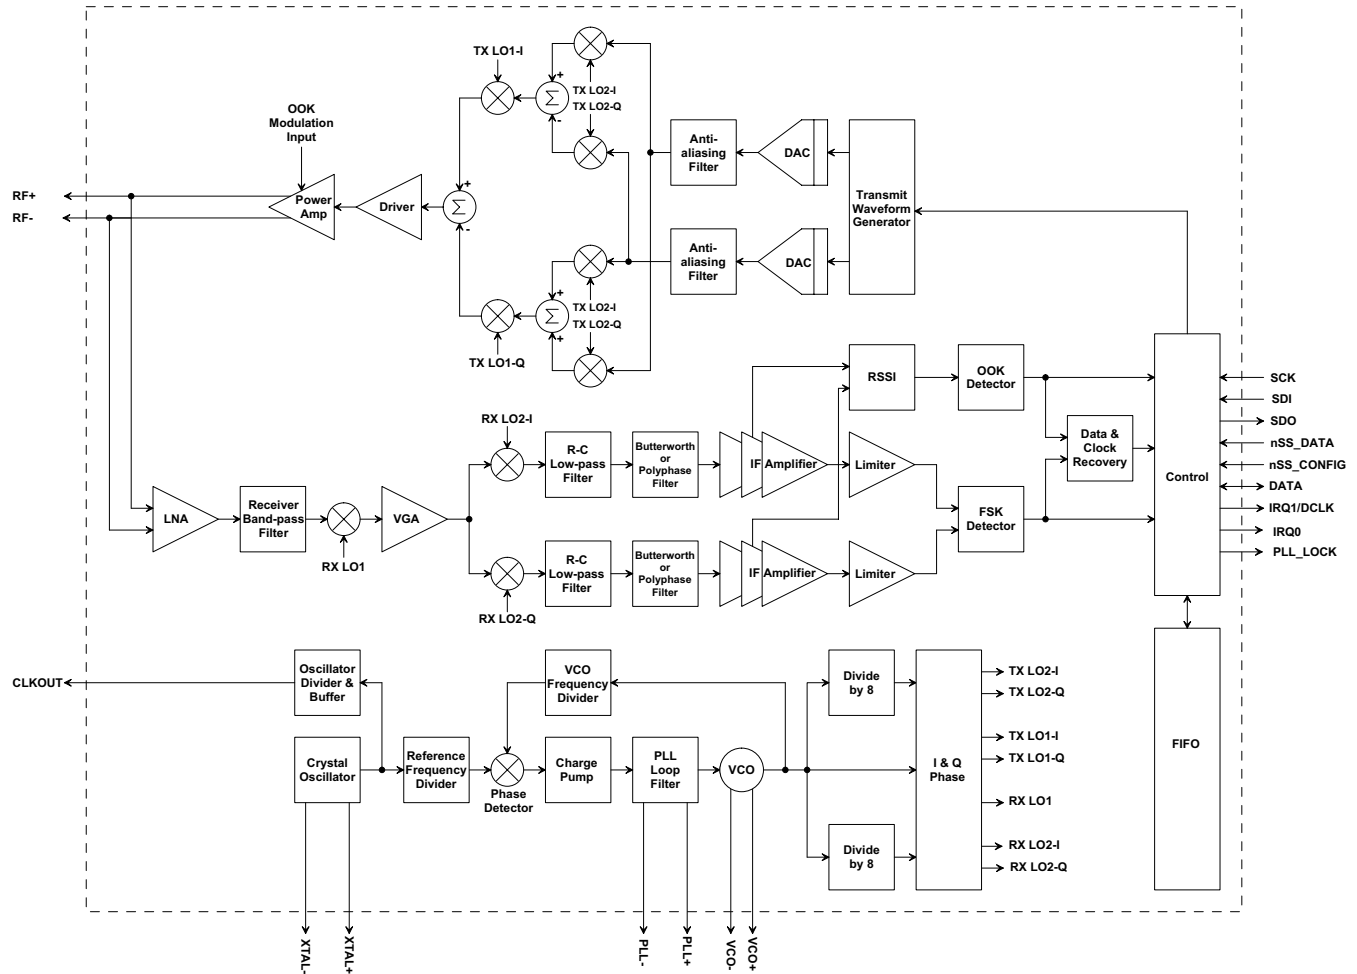 TX LO1-I
+
TX LO2-I
TX LO2-Q
Σ
-
OOK
Modulation
Input
Anti-
aliasing
Filter
DAC
RF+
RF-
Power
Amp
Driver
+
Σ
-
Transmit
Waveform
Generator
Anti-
aliasing
Filter
DAC
+
TX LO2-I
TX LO2-Q
Σ
+
TX LO1-Q
RSSI
OOK
Detector
SCK
SDI
SDO
nSS_DATA
nSS_CONFIG
DATA
IRQ1/DCLK
IRQ0
PLL_LOCK
Control
RX LO2-I
R-C
Low-pass
Filter
Butterworth
or
Polyphase
Filter
IF Amplifier
Limiter
Data &
Clock
Recovery
LNA
Receiver
Band-pass
Filter
RX LO1
VGA
FSK
Detector
RX LO2-Q
R-C
Low-pass
Filter
Butterworth
or
Polyphase
Filter
IF Amplifier
Limiter
CLKOUT
Oscillator
Divider &
Buffer
VCO
Frequency
Divider
Divide
by 8
TX LO2-I
TX LO2-Q
TX LO1-I
TX LO1-Q
RX LO1
RX LO2-I
RX LO2-Q
Crystal
Oscillator
Reference
Frequency
Divider
Phase
Detector
Charge
Pump
PLL
Loop
Filter
VCO
I & Q
Phase
FIFO
Divide
by 8
XTAL-
XTAL+
PLL-
PLL+
VCO-
VCO+